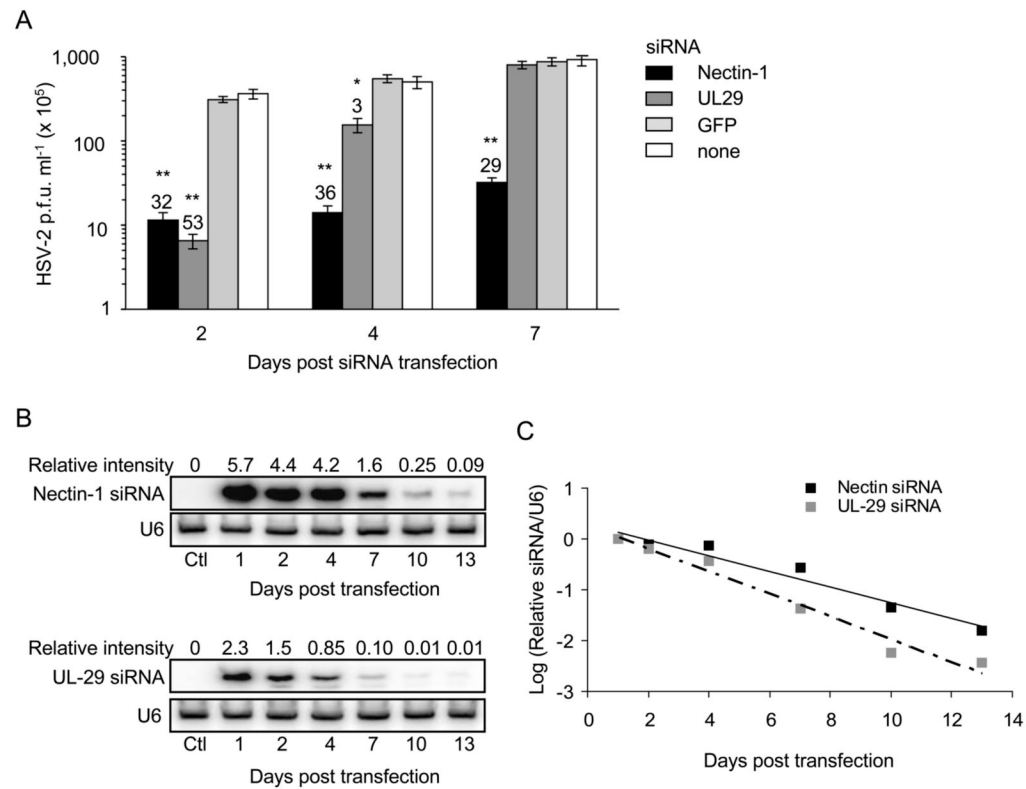 A
siRNA
Nectin-1
UL29
GFP
none
HSV-2 p.f.u. ml-1 (x 10^5)
1,000
100
10
1
**
32
**
53
**
36
*
3
**
29
2 4 7
Days post siRNA transfection
B
Relative intensity 0 5.7 4.4 4.2 1.6 0.25 0.09
Nectin-1 siRNA
U6
Ctl 1 2 4 7 10 13
Days post transfection
Relative intensity 0 2.3 1.5 0.85 0.10 0.01 0.01
UL-29 siRNA
U6
Ctl 1 2 4 7 10 13
Days post transfection
C
Nectin siRNA
UL-29 siRNA
Log (Relative siRNA/U6)
1
0
-1
-2
-3
0 2 4 6 8 10 12 14
Days post transfection